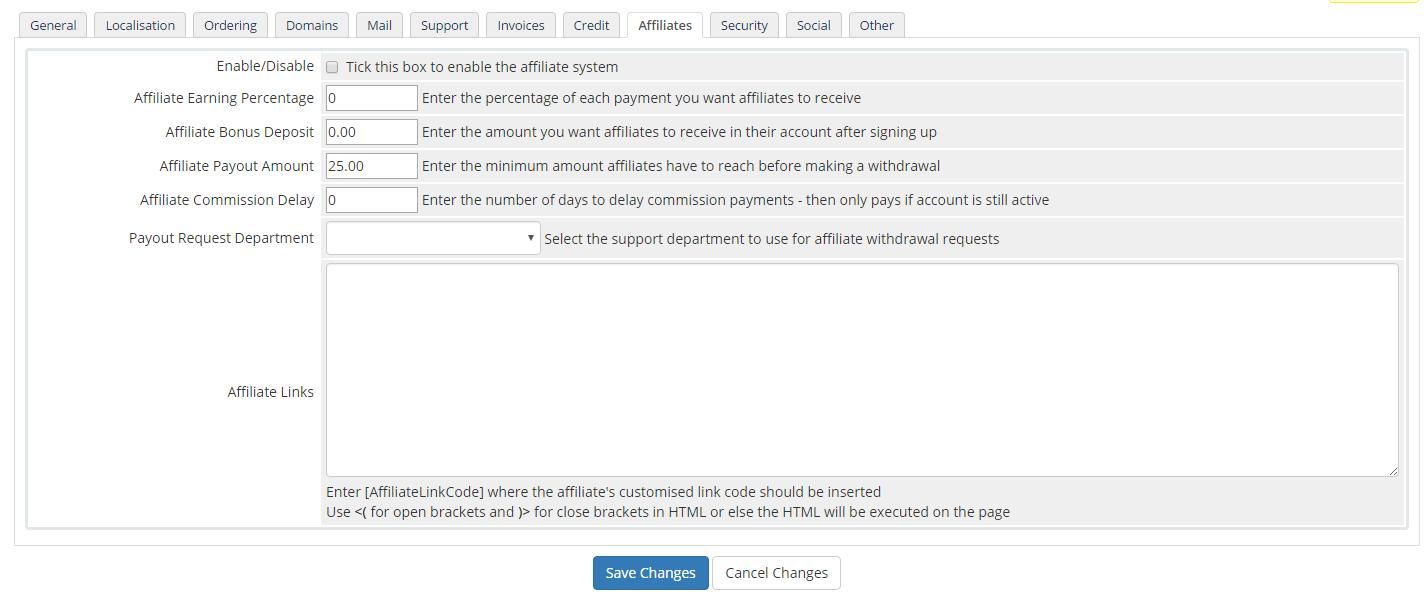 General Localisation Ordering Domains Mail Support Invoices Credit Affiliates Security Social Other
Enable/Disable Tick this box to enable the affiliate system
Affiliate Earning Percentage 0 Enter the percentage of each payment you want affiliates to receive
Affiliate Bonus Deposit 0.00 Enter the amount you want affiliates to receive in their account after signing up
Affiliate Payout Amount 25.00 Enter the minimum amount affiliates have to reach before making a withdrawal
Affiliate Commission Delay 0 Enter the number of days to delay commission payments - then only pays if account is still active
Payout Request Department Select the support department to use for affiliate withdrawal requests
Affiliate Links
Enter [AffiliateLinkCode] where the affiliate's customised link code should be inserted
Use <( for open brackets and )> for close brackets in HTML or else the HTML will be executed on the page
Save Changes Cancel Changes